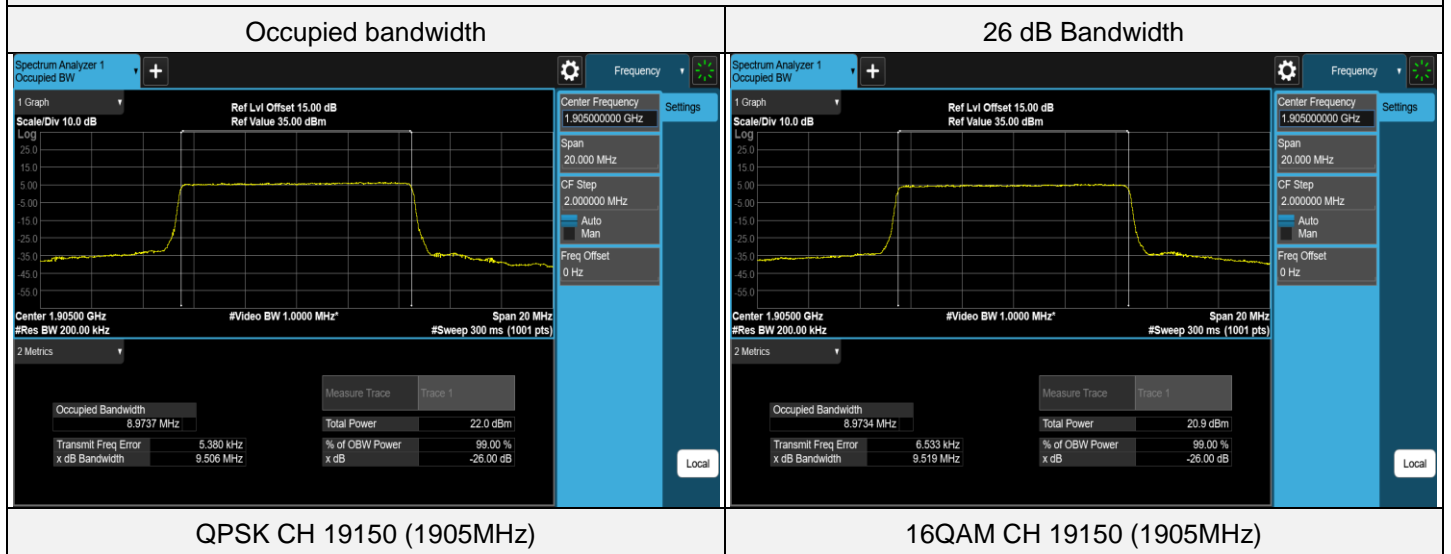 Occupied bandwidth
26 dB Bandwidth
Spectrum Analyzer 1
Occupied BW
+
Frequency
1 Graph
Ref Lvl Offset 15.00 dB
Scale/Div 10.0 dB
Ref Value 35.00 dBm
Log
25.0
15.0
5.00
-5.00
-15.0
-25.0
-35.0
-45.0
-55.0
Center 1.90500 GHz
#Video BW 1.0000 MHz*
Span 20 MHz
#Res BW 200.00 kHz
#Sweep 300 ms (1001 pts)
Center Frequency
1.905000000 GHz
Settings
Span
20.000 MHz
CF Step
2.000000 MHz
Auto
Man
Freq Offset
0 Hz
Local
2 Metrics
Measure Trace Trace 1
Occupied Bandwidth
8.9737 MHz
Total Power 22.0 dBm
Transmit Freq Error 5.380 kHz
% of OBW Power 99.00 %
x dB Bandwidth 9.506 MHz
x dB -26.00 dB
Spectrum Analyzer 1
Occupied BW
+
Frequency
1 Graph
Ref Lvl Offset 15.00 dB
Scale/Div 10.0 dB
Ref Value 35.00 dBm
Log
25.0
15.0
5.00
-5.00
-15.0
-25.0
-35.0
-45.0
-55.0
Center 1.90500 GHz
#Video BW 1.0000 MHz*
Span 20 MHz
#Res BW 200.00 kHz
#Sweep 300 ms (1001 pts)
Center Frequency
1.905000000 GHz
Settings
Span
20.000 MHz
CF Step
2.000000 MHz
Auto
Man
Freq Offset
0 Hz
Local
2 Metrics
Measure Trace Trace 1
Occupied Bandwidth
8.9734 MHz
Total Power 20.9 dBm
Transmit Freq Error 6.533 kHz
% of OBW Power 99.00 %
x dB Bandwidth 9.519 MHz
x dB -26.00 dB
QPSK CH 19150 (1905MHz)
16QAM CH 19150 (1905MHz)